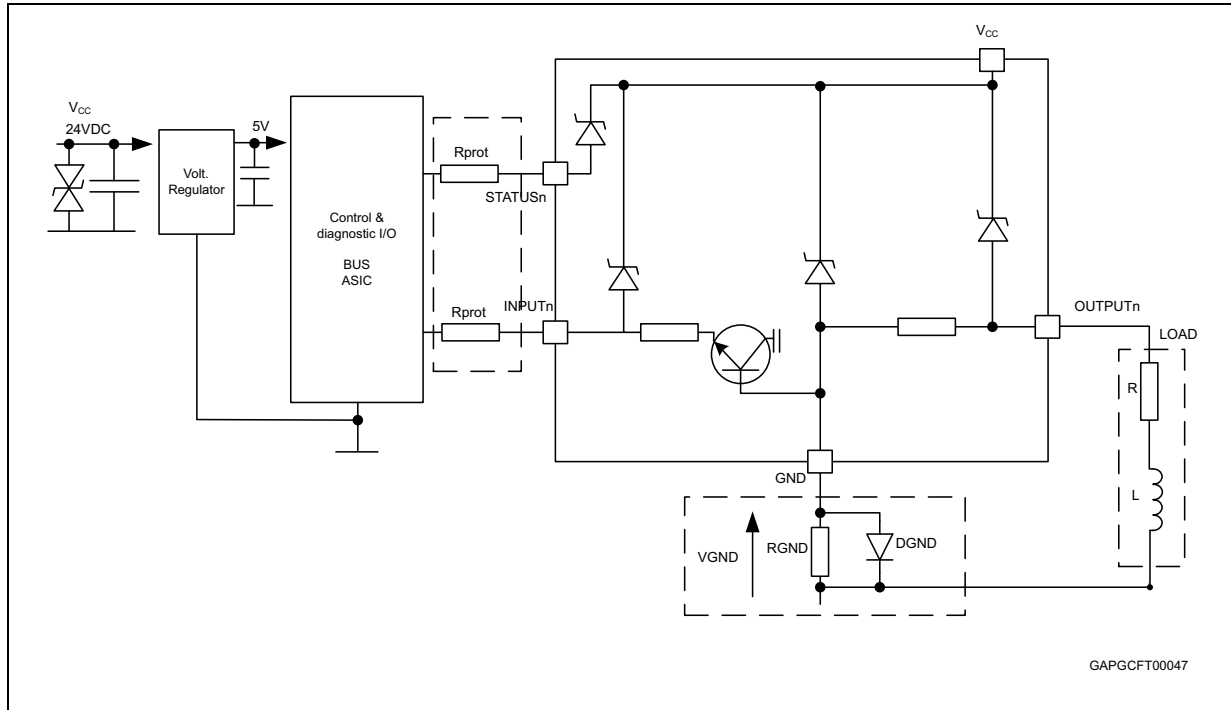 VCC
24VDC
Volt.
Regulator
5V
Control &
diagnostic I/O
BUS
ASIC
Rprot
STATUSn
Rprot
INPUTn
VCC
OUTPUTn
LOAD
R
L
GND
VGND
RGND
DGND
GAPGCFT00047